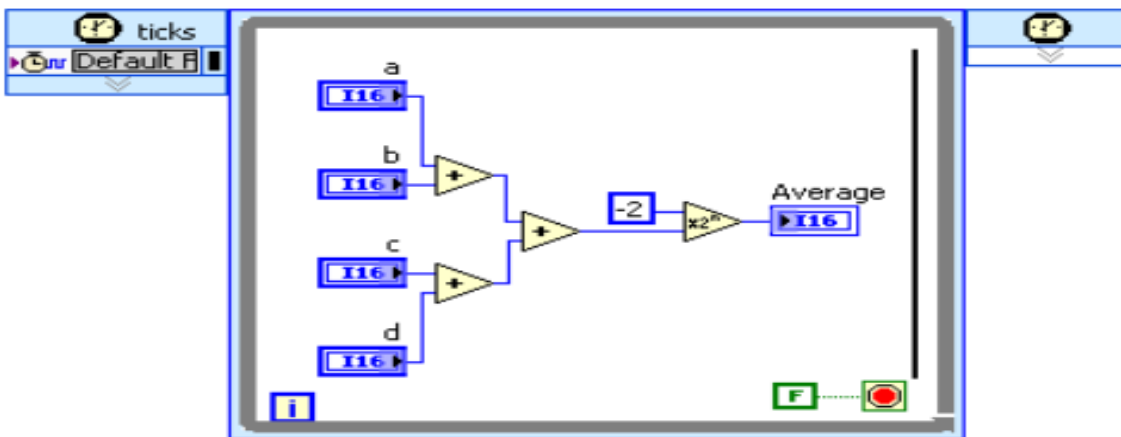 ticks
Default F
a
I16
b
I16
+
-2
x2ⁿ
Average
I16
+
c
I16
+
d
I16
i
F